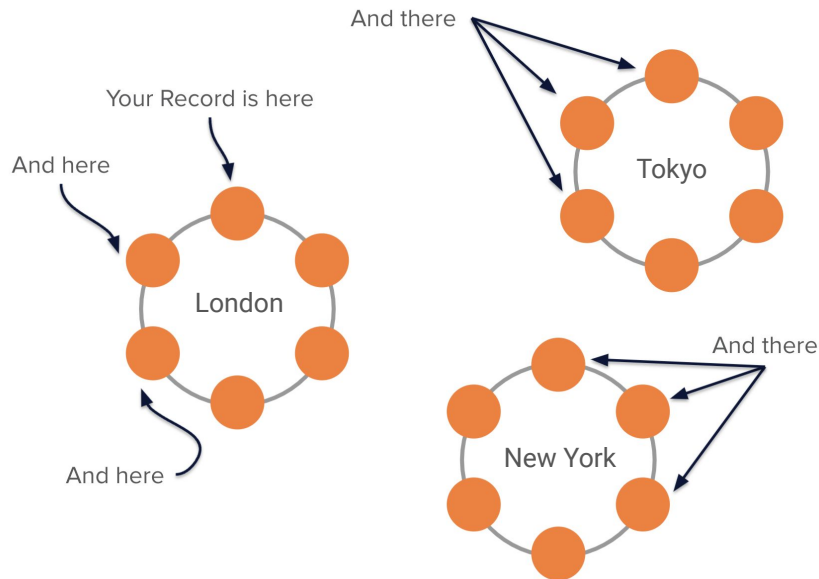 And there
Your Record is here
And here
Tokyo
London
And there
New York
And here